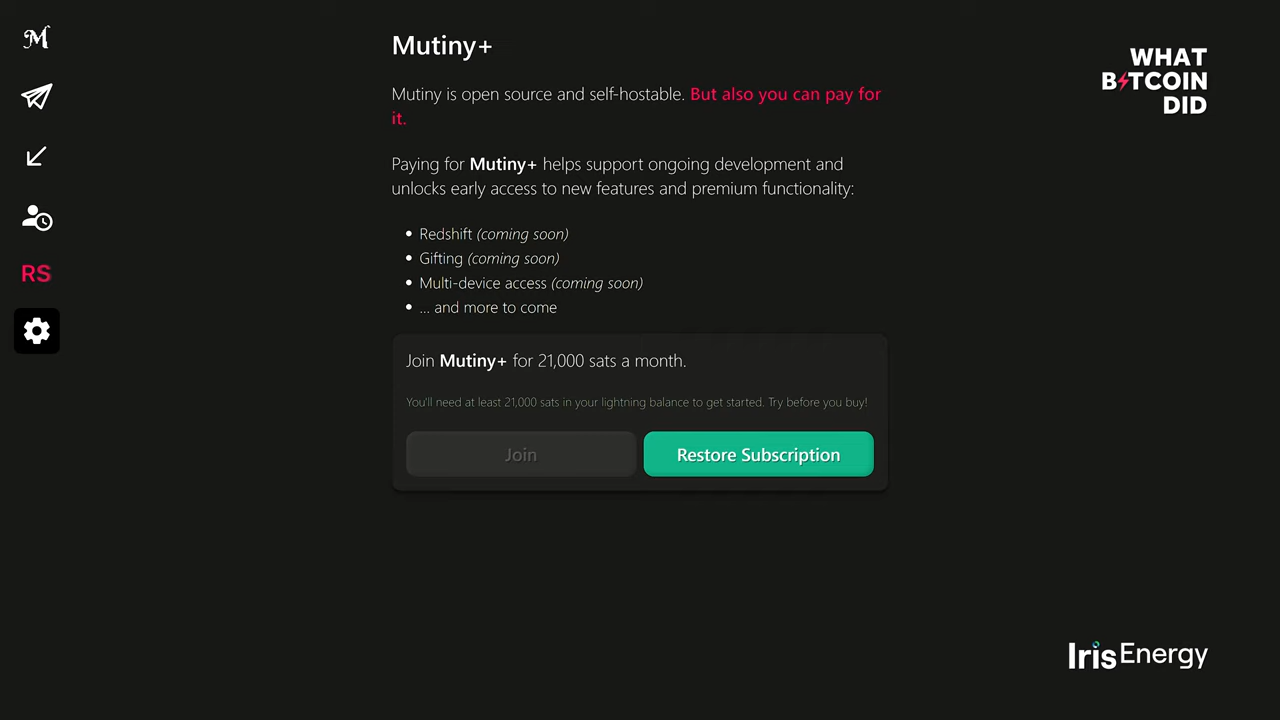 M
Mutiny+
WHAT
BITCOIN
DID
Mutiny is open source and self-hostable. But also you can pay for
it.
Paying for Mutiny+ helps support ongoing development and
unlocks early access to new features and premium functionality:
• Redshift (coming soon)
• Gifting (coming soon)
• Multi-device access (coming soon)
• ... and more to come
RS
Join Mutiny+ for 21,000 sats a month.
You'll need at least 21,000 sats in your lightning balance to get started. Try before you buy!
Join
Restore Subscription
Iris Energy